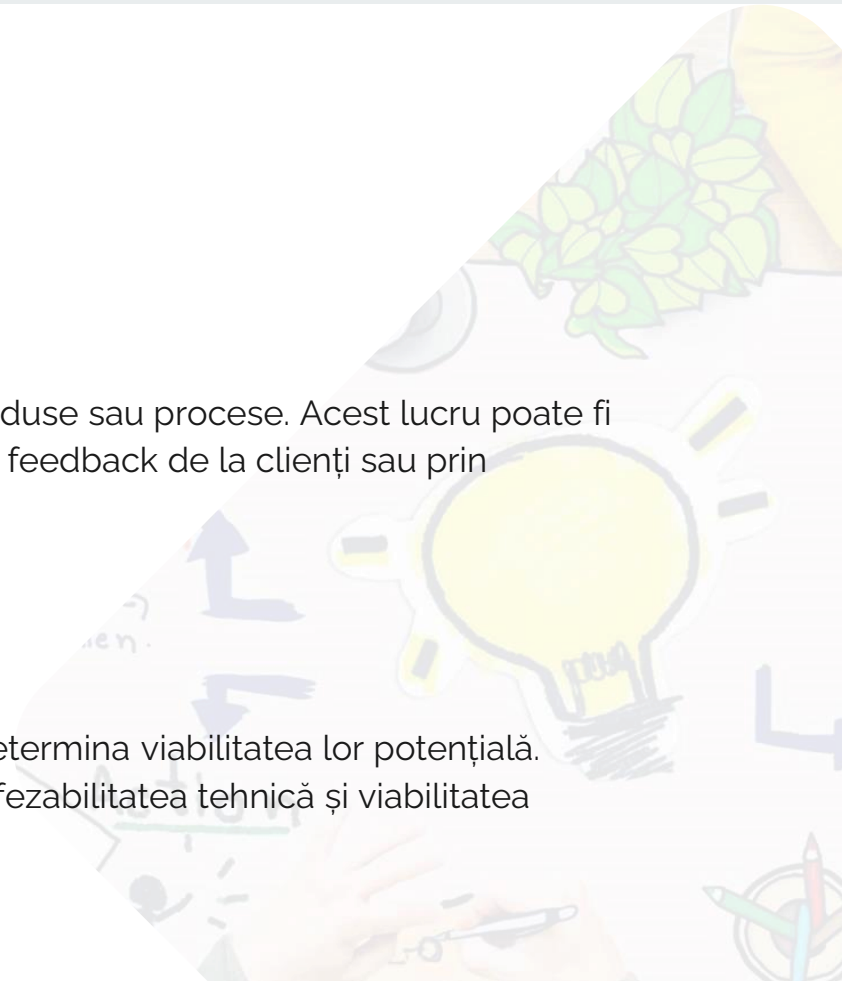 duse sau procese. Acest lucru poate fi
feedback de la clienți sau prin
etermina viabilitatea lor potențială.
fezabilitatea tehnică și viabilitatea
Action